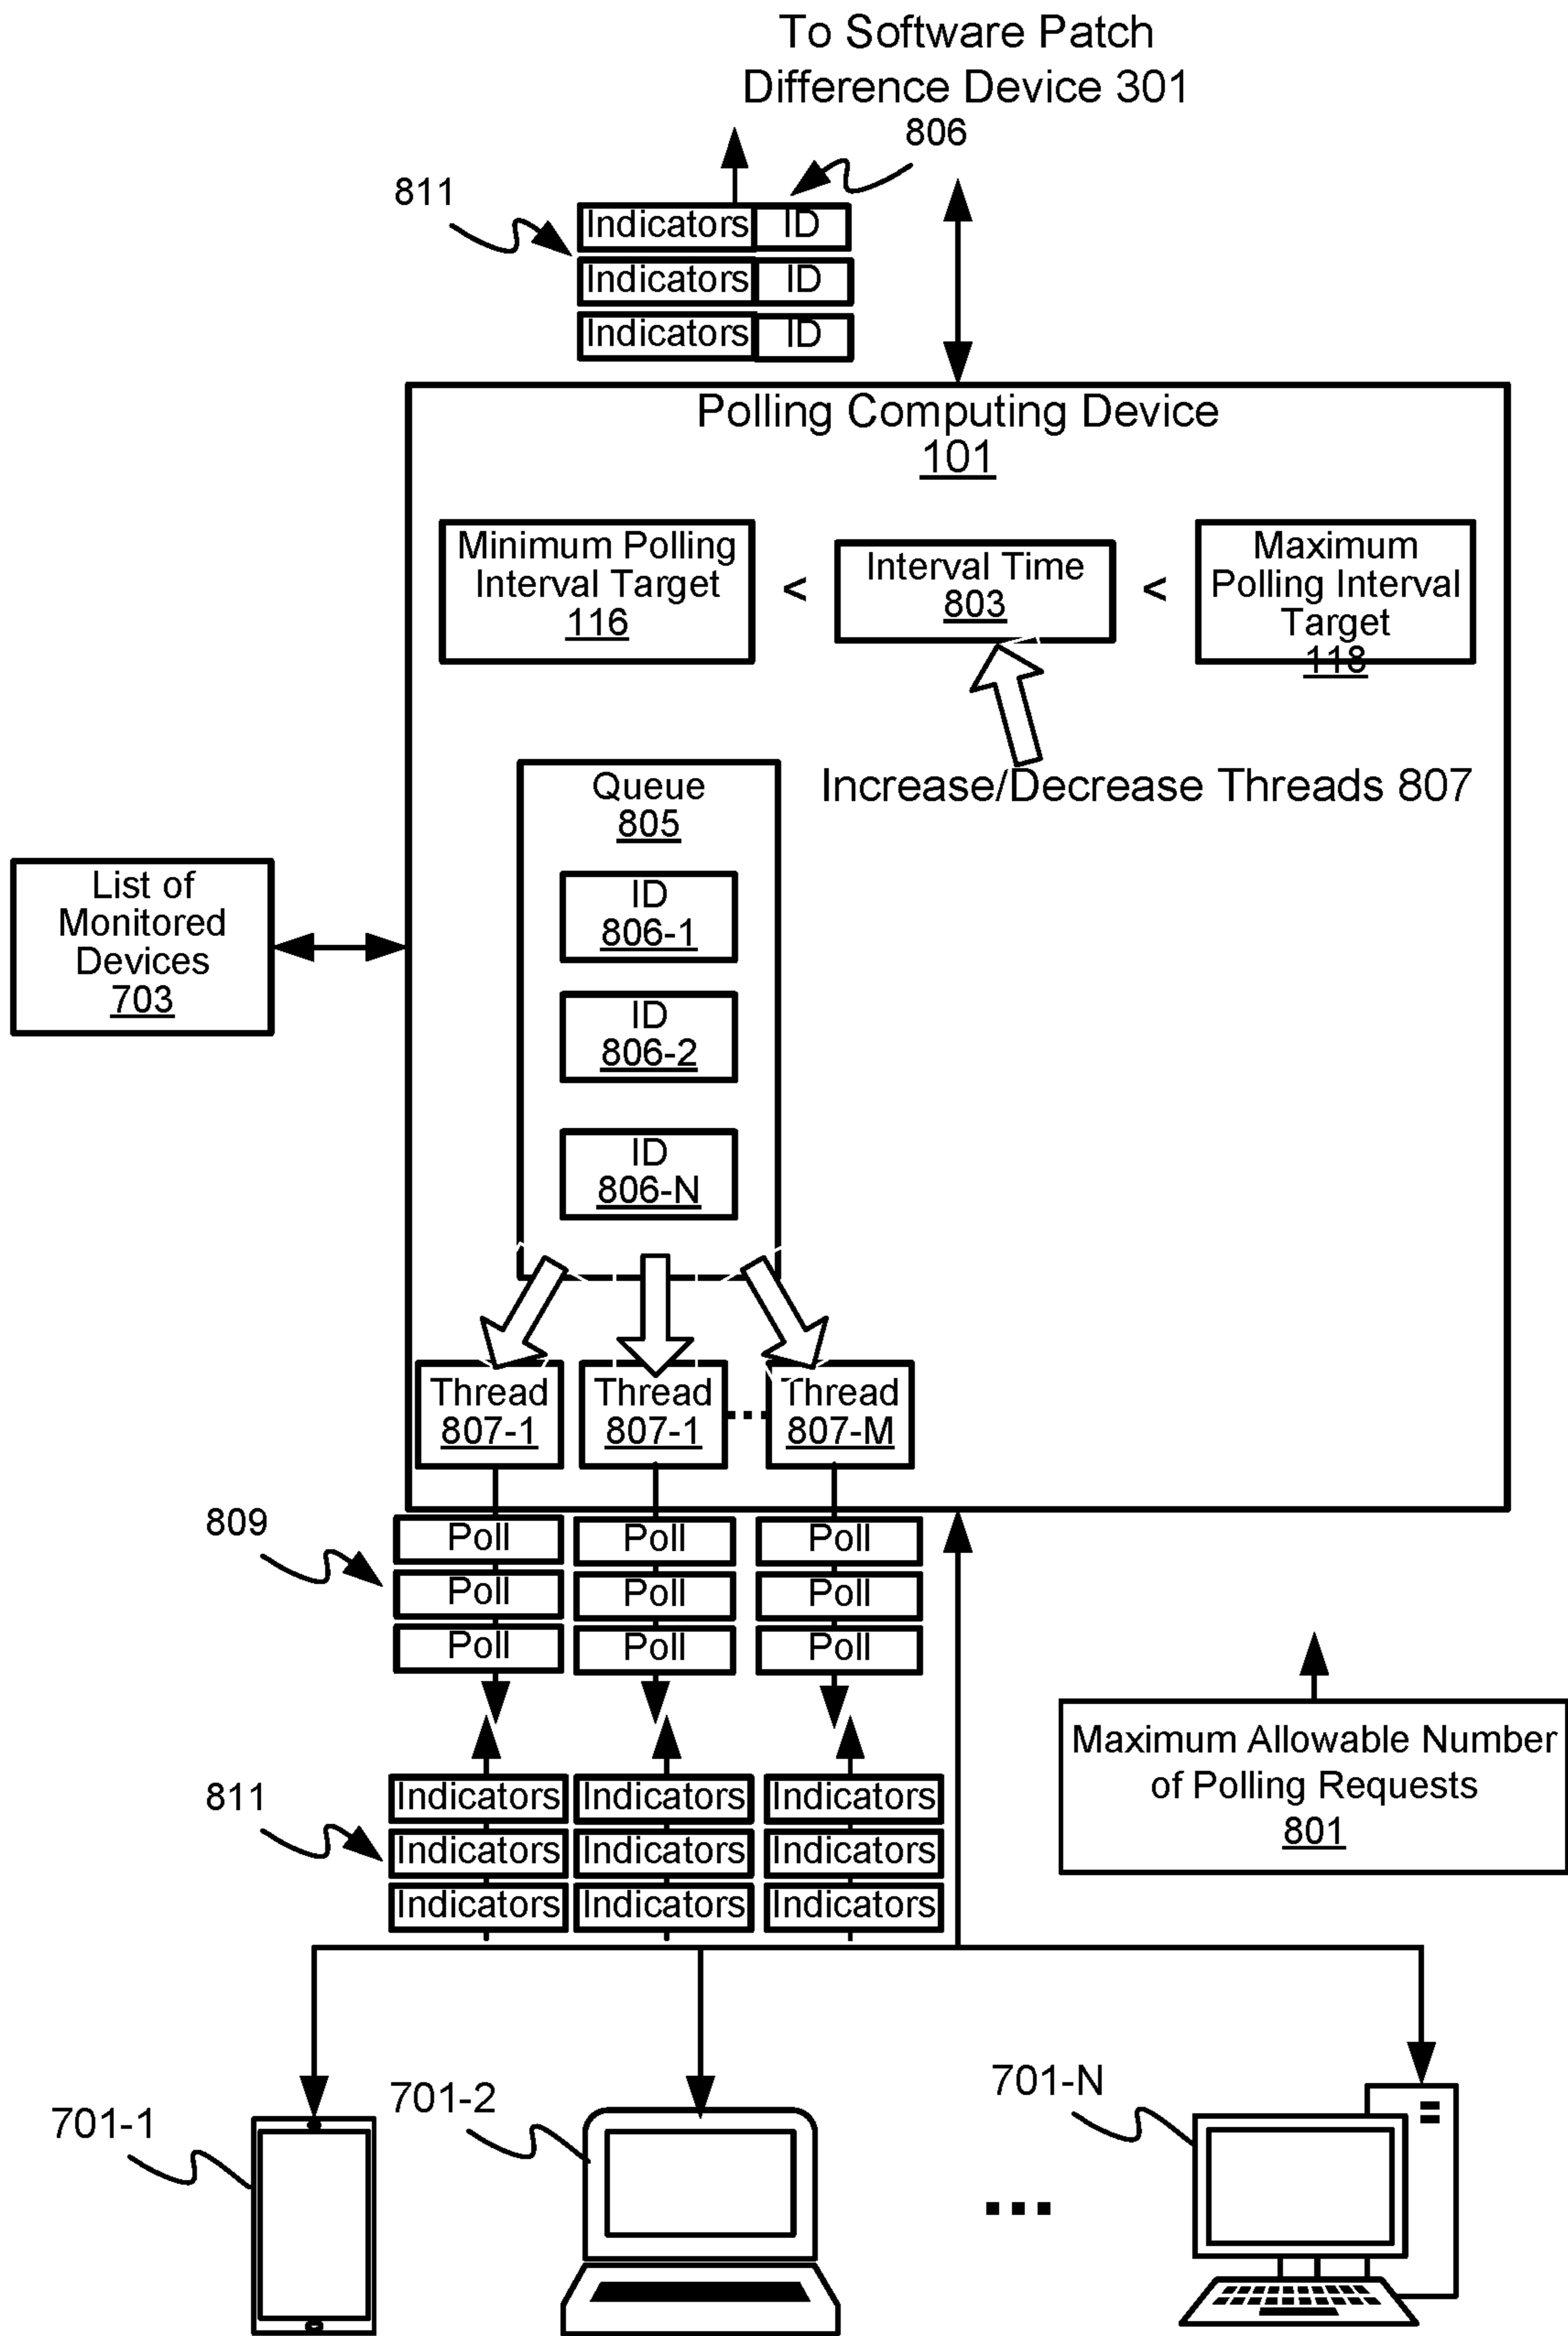 To Software Patch
Difference Device 301
806
811
Indicators ID
Indicators ID
Indicators ID
Polling Computing Device
101
Minimum Polling
Interval Target
116
<
Interval Time
803
<
Maximum
Polling Interval
Target
118
Increase/Decrease Threads 807
Queue
805
ID
806-1
ID
806-2
ID
806-N
List of
Monitored
Devices
703
Thread
807-1
Thread
807-1
...
Thread
807-M
809
Poll Poll Poll
Poll Poll Poll
Poll Poll Poll
811
Indicators Indicators Indicators
Indicators Indicators Indicators
Indicators Indicators Indicators
Maximum Allowable Number
of Polling Requests
801
701-1
701-2
...
701-N